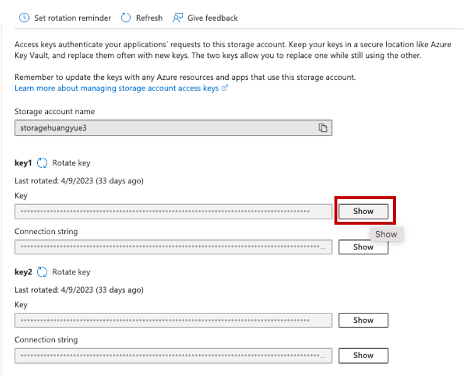 Set rotation reminder Refresh Give feedback
Access keys authenticate your applications' requests to this storage account. Keep your keys in a secure location like Azure
Key Vault, and replace them often with new keys. The two keys allow you to replace one while still using the other.
Remember to update the keys with any Azure resources and apps that use this storage account.
Learn more about managing storage account access keys
Storage account name
storagehuangyue3
key1 Rotate key
Last rotated: 4/9/2023 (33 days ago)
Key
Show
Show
Connection string
Show
key2 Rotate key
Last rotated: 4/9/2023 (33 days ago)
Key
Show
Connection string
Show